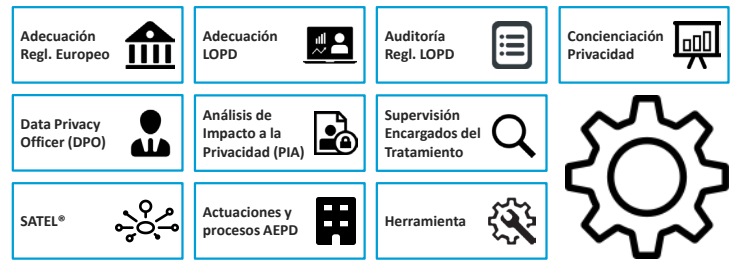 Adecuación
Regl. Europeo
Adecuación
LOPD
Auditoría
Regl. LOPD
Concienciación
Privacidad
Data Privacy
Officer (DPO)
Análisis de
Impacto a la
Privacidad (PIA)
Supervisión
Encargados del
Tratamiento
SATEL®
Actuaciones y
procesos AEPD
Herramienta